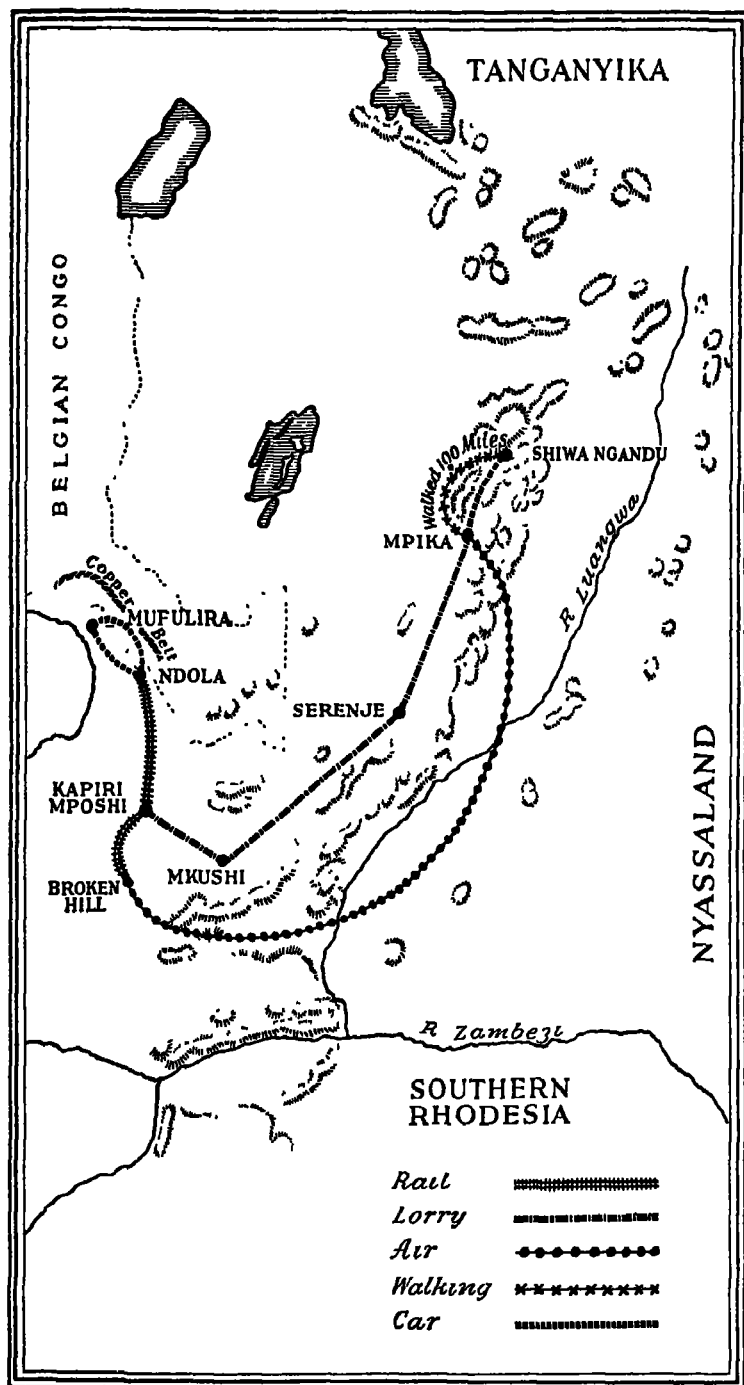 TANGANYIKA
BELGIAN CONGO
Walked 100 Miles
SHIWA NGANDU
MPIKA
R Luangwa
Copper Belt
MUFULIRA
NDOLA
SERENJE
KAPIRI
MPOSHI
MKUSHI
BROKEN
HILL
NYASSALAND
R Zambezi
SOUTHERN
RHODESIA
Rail
Lorry
Air
Walking
Car